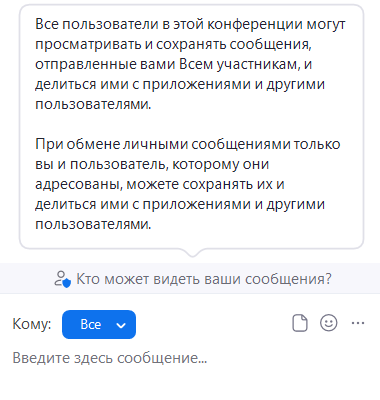 Все пользователи в этой конференции могут
просматривать и сохранять сообщения,
отправленные вами Всем участникам, и
делиться ими с приложениями и другими
пользователями.
При обмене личными сообщениями только
вы и пользователь, которому они
адресованы, можете сохранять их и
делиться ими с приложениями и другими
пользователями.
Кто может видеть ваши сообщения?
Кому: Все
Введите здесь сообщение...